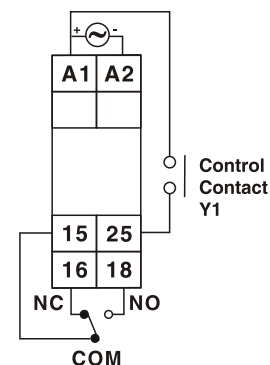 + -
A1 A2
Control
Contact
Y1
15 25
16 18
NC NO
COM